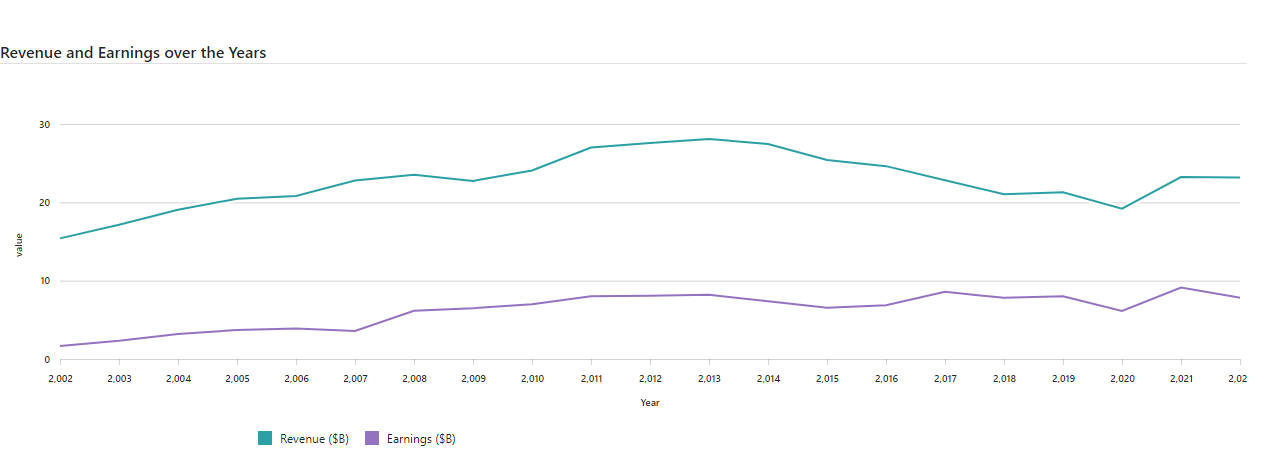 Revenue and Earnings over the Years
30
20
value
10
0
2,002 2,003 2,004 2,005 2,006 2,007 2,008 2,009 2,010 2,011 2,012 2,013 2,014 2,015 2,016 2,017 2,018 2,019 2,020 2,021 2,02
Year
Revenue ($B) Earnings ($B)